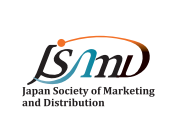 JSMD
Japan Society of Marketing
and Distribution